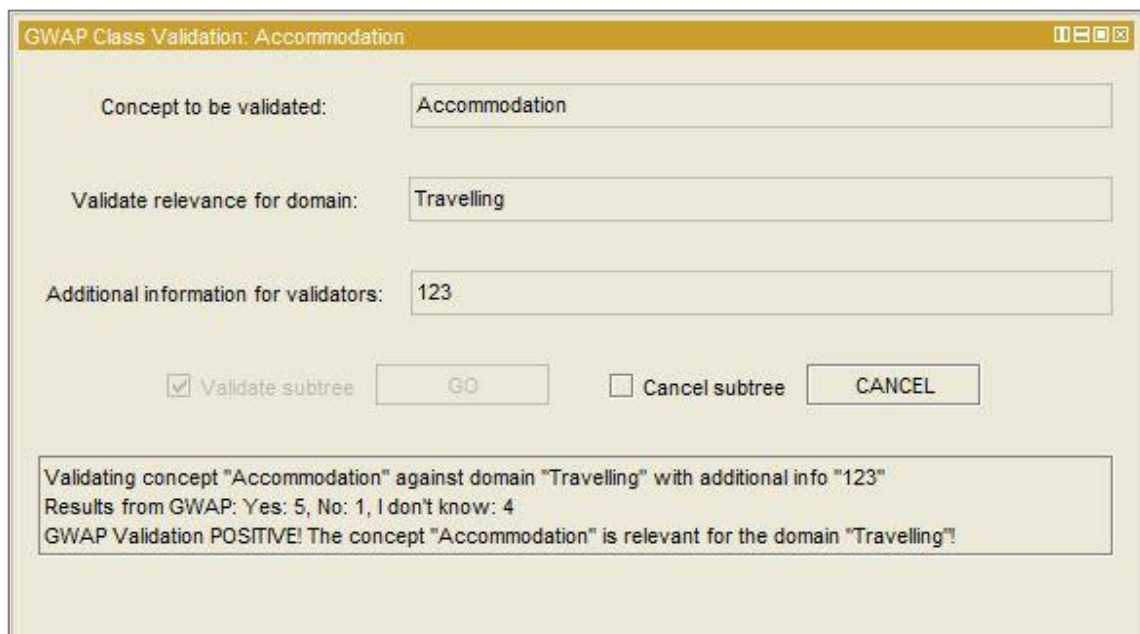 GWAP Class Validation: Accommodation
Concept to be validated: Accommodation
Validate relevance for domain: Travelling
Additional information for validators: 123
Validate subtree GO Cancel subtree CANCEL
Validating concept "Accommodation" against domain "Travelling" with additional info "123"
Results from GWAP: Yes: 5, No: 1, I don't know: 4
GWAP Validation POSITIVE! The concept "Accommodation" is relevant for the domain "Travelling"!